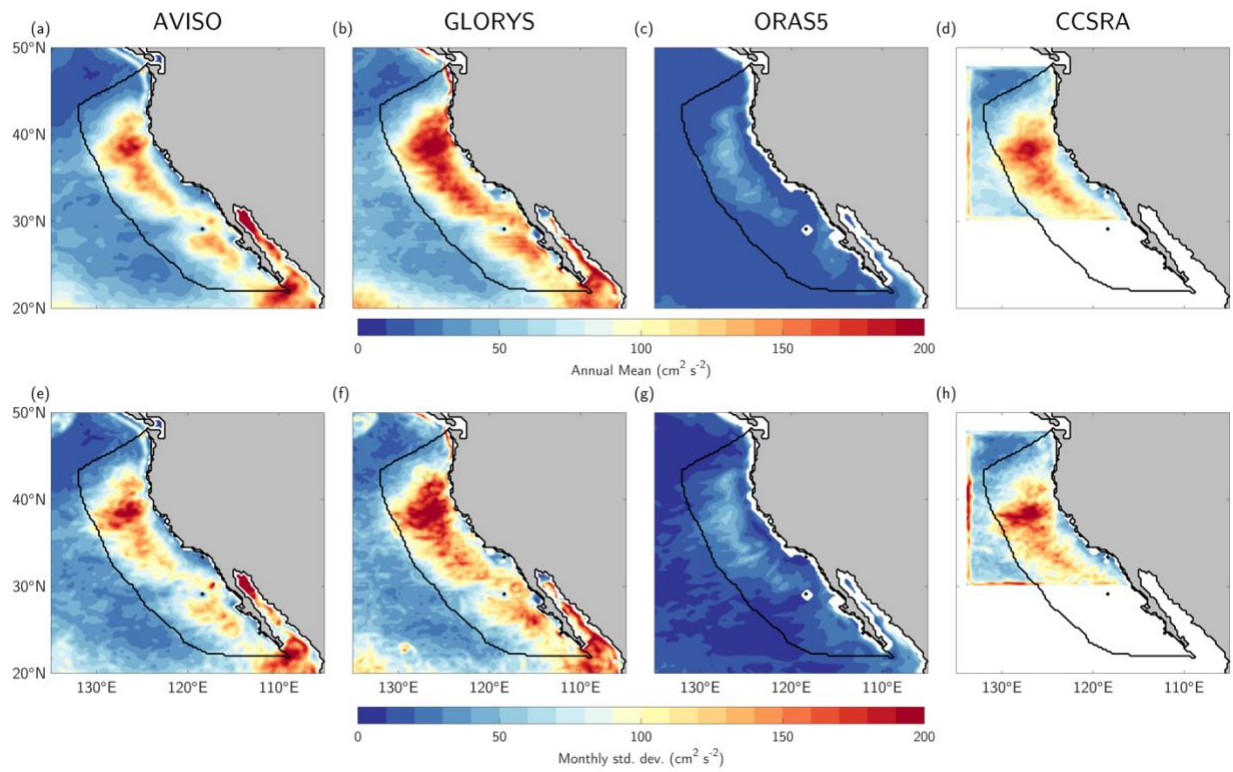 AVISO GLORYS ORAS5 CCSRA
(a) (b) (c) (d)
50°N
40°N
30°N
20°N
0 50 100 150 200
Annual Mean (cm² s⁻²)
(e) (f) (g) (h)
50°N
40°N
30°N
20°N
130°E 120°E 110°E 130°E 120°E 110°E 130°E 120°E 110°E 130°E 120°E 110°E
0 50 100 150 200
Monthly std. dev. (cm² s⁻²)